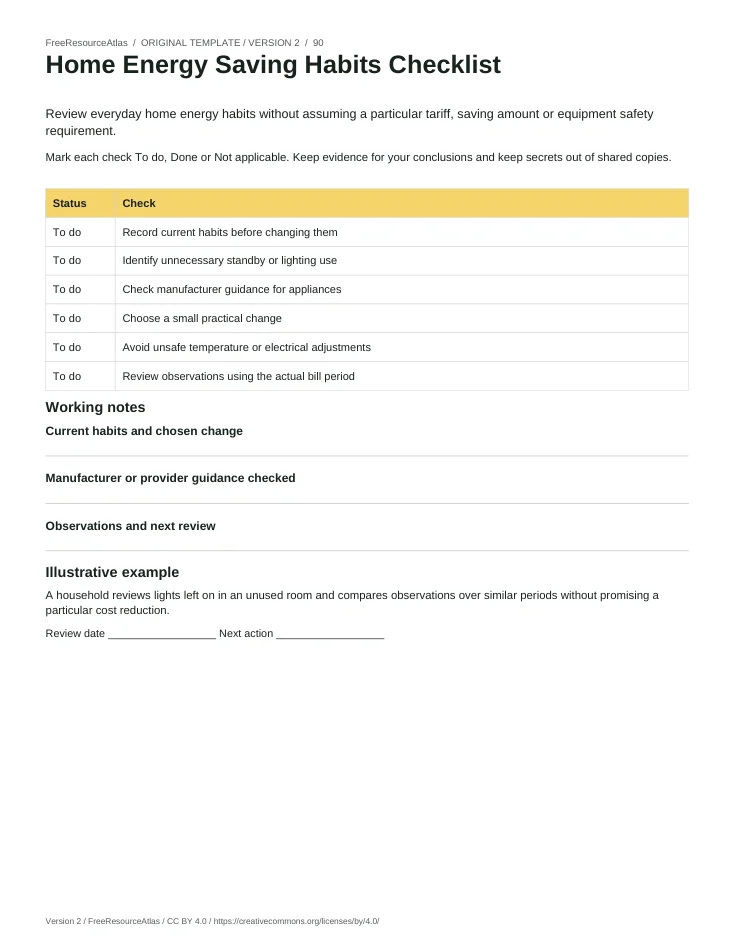 FreeResourceAtlas / ORIGINAL TEMPLATE / VERSION 2 / 90
Home Energy Saving Habits Checklist
Review everyday home energy habits without assuming a particular tariff, saving amount or equipment safety
requirement.
Mark each check To do, Done or Not applicable. Keep evidence for your conclusions and keep secrets out of shared copies.
Status Check
To do Record current habits before changing them
To do Identify unnecessary standby or lighting use
To do Check manufacturer guidance for appliances
To do Choose a small practical change
To do Avoid unsafe temperature or electrical adjustments
To do Review observations using the actual bill period
Working notes
Current habits and chosen change
Manufacturer or provider guidance checked
Observations and next review
Illustrative example
A household reviews lights left on in an unused room and compares observations over similar periods without promising a
particular cost reduction.
Review date __________________ Next action __________________
Version 2 / FreeResourceAtlas / CC BY 4.0 / https://creativecommons.org/licenses/by/4.0/